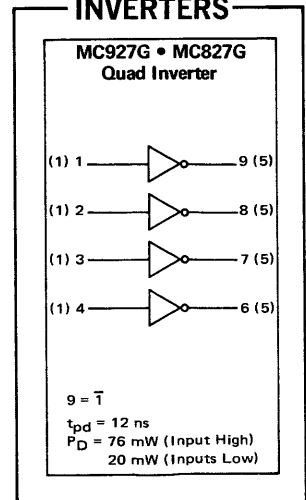 INVERTERS
MC927G • MC827G
Quad Inverter
(1) 1 9 (5)
(1) 2 8 (5)
(1) 3 7 (5)
(1) 4 6 (5)
9 = 1̅
tpd = 12 ns
PD = 76 mW (Input High)
20 mW (Inputs Low)